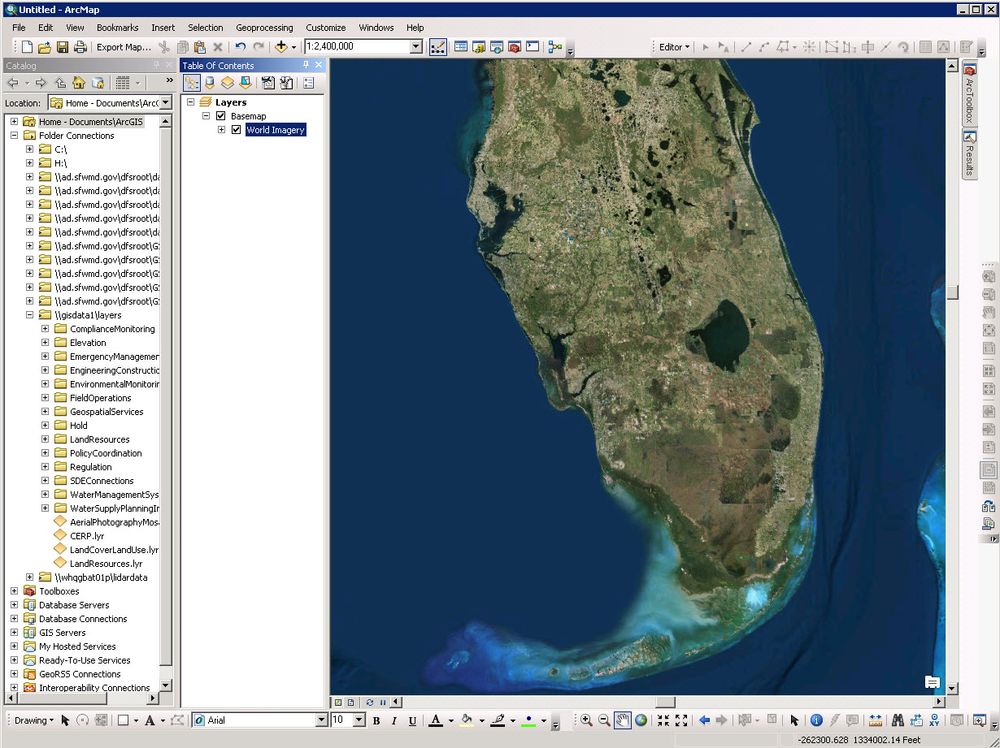 Untitled - ArcMap
File Edit View Bookmarks Insert Selection Geoprocessing Customize Windows Help
Export Map... 1:2,400,000 Editor
Catalog
Table Of Contents
Location: Home - Documents\Arc
Home - Documents\ArcGIS
Folder Connections
C:\
H:\
\\ad.sfwmd.gov\dfsroot\da
\\ad.sfwmd.gov\dfsroot\da
\\ad.sfwmd.gov\dfsroot\da
\\ad.sfwmd.gov\dfsroot\da
\\ad.sfwmd.gov\dfsroot\da
\\ad.sfwmd.gov\dfsroot\G
\\ad.sfwmd.gov\dfsroot\G
\\ad.sfwmd.gov\dfsroot\G
\\ad.sfwmd.gov\dfsroot\G
\\ad.sfwmd.gov\dfsroot\G
\\gisdata1\layers
ComplianceMonitoring
Elevation
EmergencyManagemer
EngineeringConstructic
EnvironmentalMonitorin
FieldOperations
GeospatialServices
Hold
LandResources
PolicyCoordination
Regulation
SDEConnections
WaterManagementSys
WaterSupplyPlanningIr
AerialPhotographyMos
CERP.lyr
LandCoverLandUse.lyr
LandResources.lyr
\\whqgbat01p\lidardata
Toolboxes
Database Servers
Database Connections
GIS Servers
My Hosted Services
Ready-To-Use Services
GeoRSS Connections
Interoperability Connections
Layers
Basemap
World Imagery
ArcToolbox
Results
Drawing A Arial 10 B I U A
XY
-262300.628 1334002.14 Feet